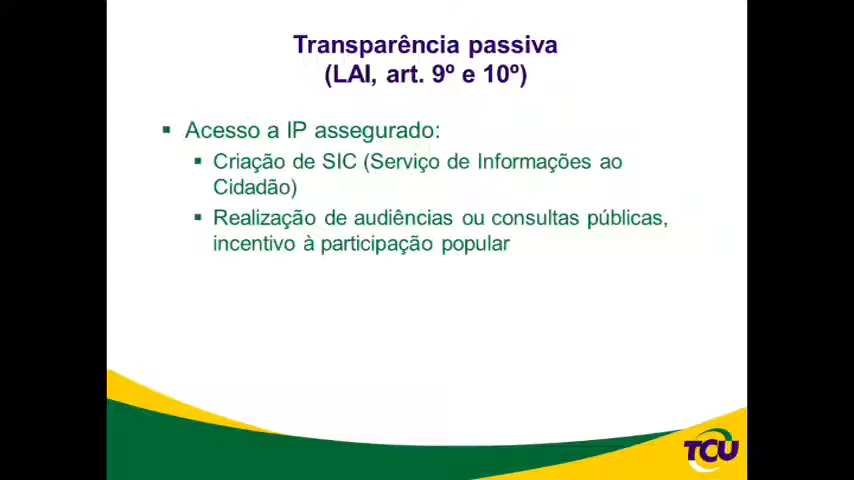 Transparência passiva
(LAI, art. 9º e 10º)
▪ Acesso a IP assegurado:
▪ Criação de SIC (Serviço de Informações ao
Cidadão)
▪ Realização de audiências ou consultas públicas,
incentivo à participação popular
TCU